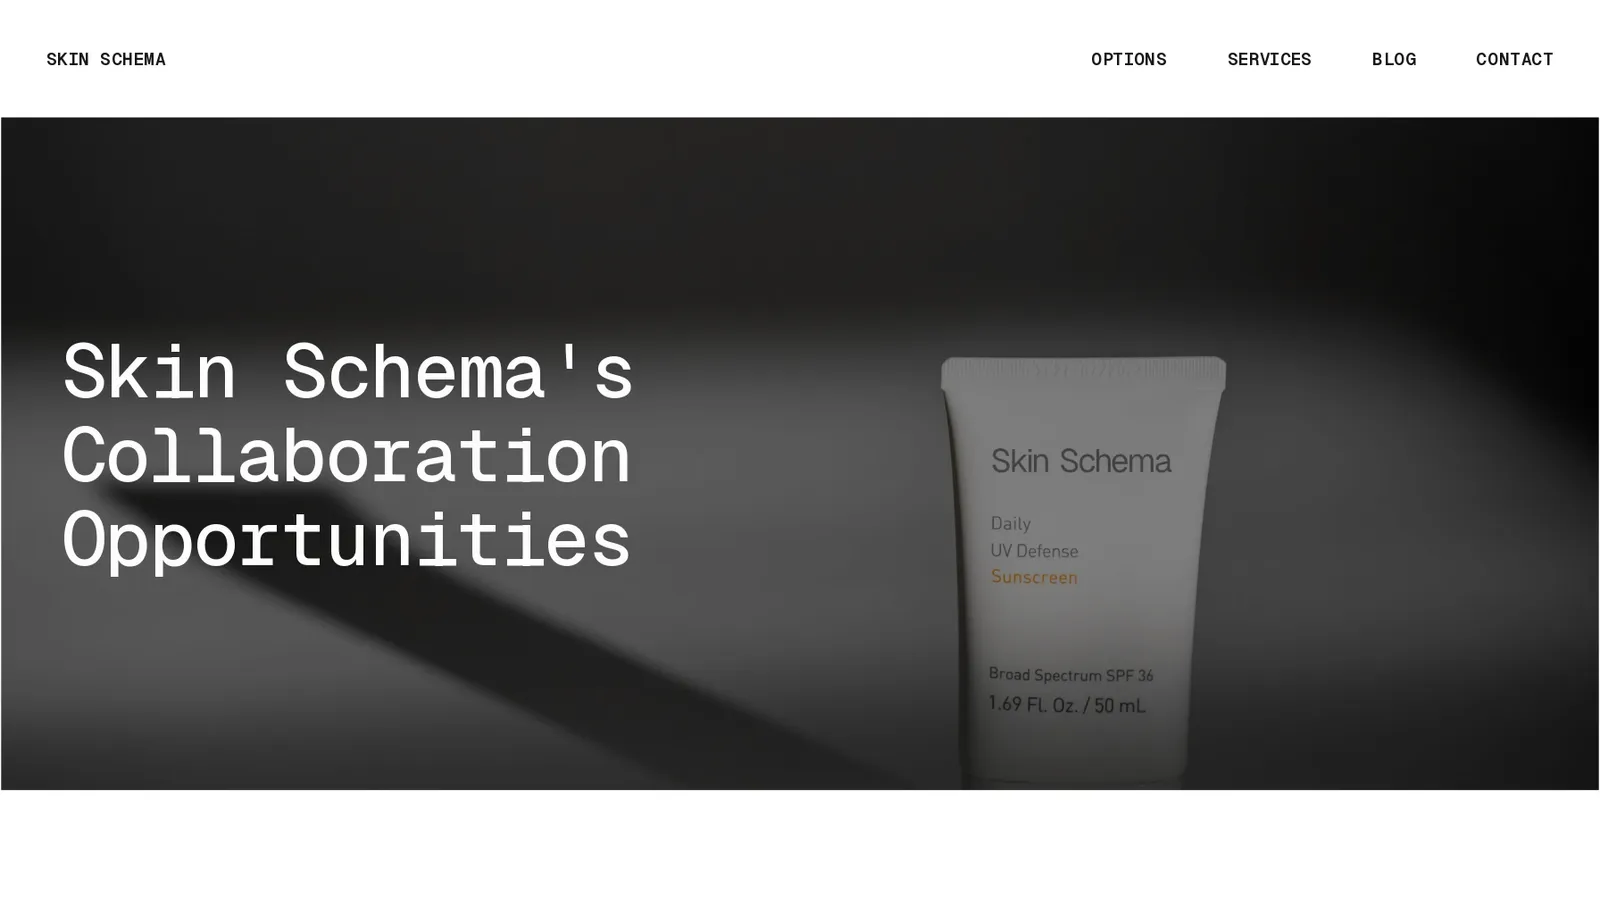 SKIN SCHEMA
OPTIONS SERVICES BLOG CONTACT
Skin Schema's
Collaboration
Opportunities
Skin Schema
Daily
UV Defense
Sunscreen
Broad Spectrum SPF 36
1.69 Fl. Oz. / 50 mL